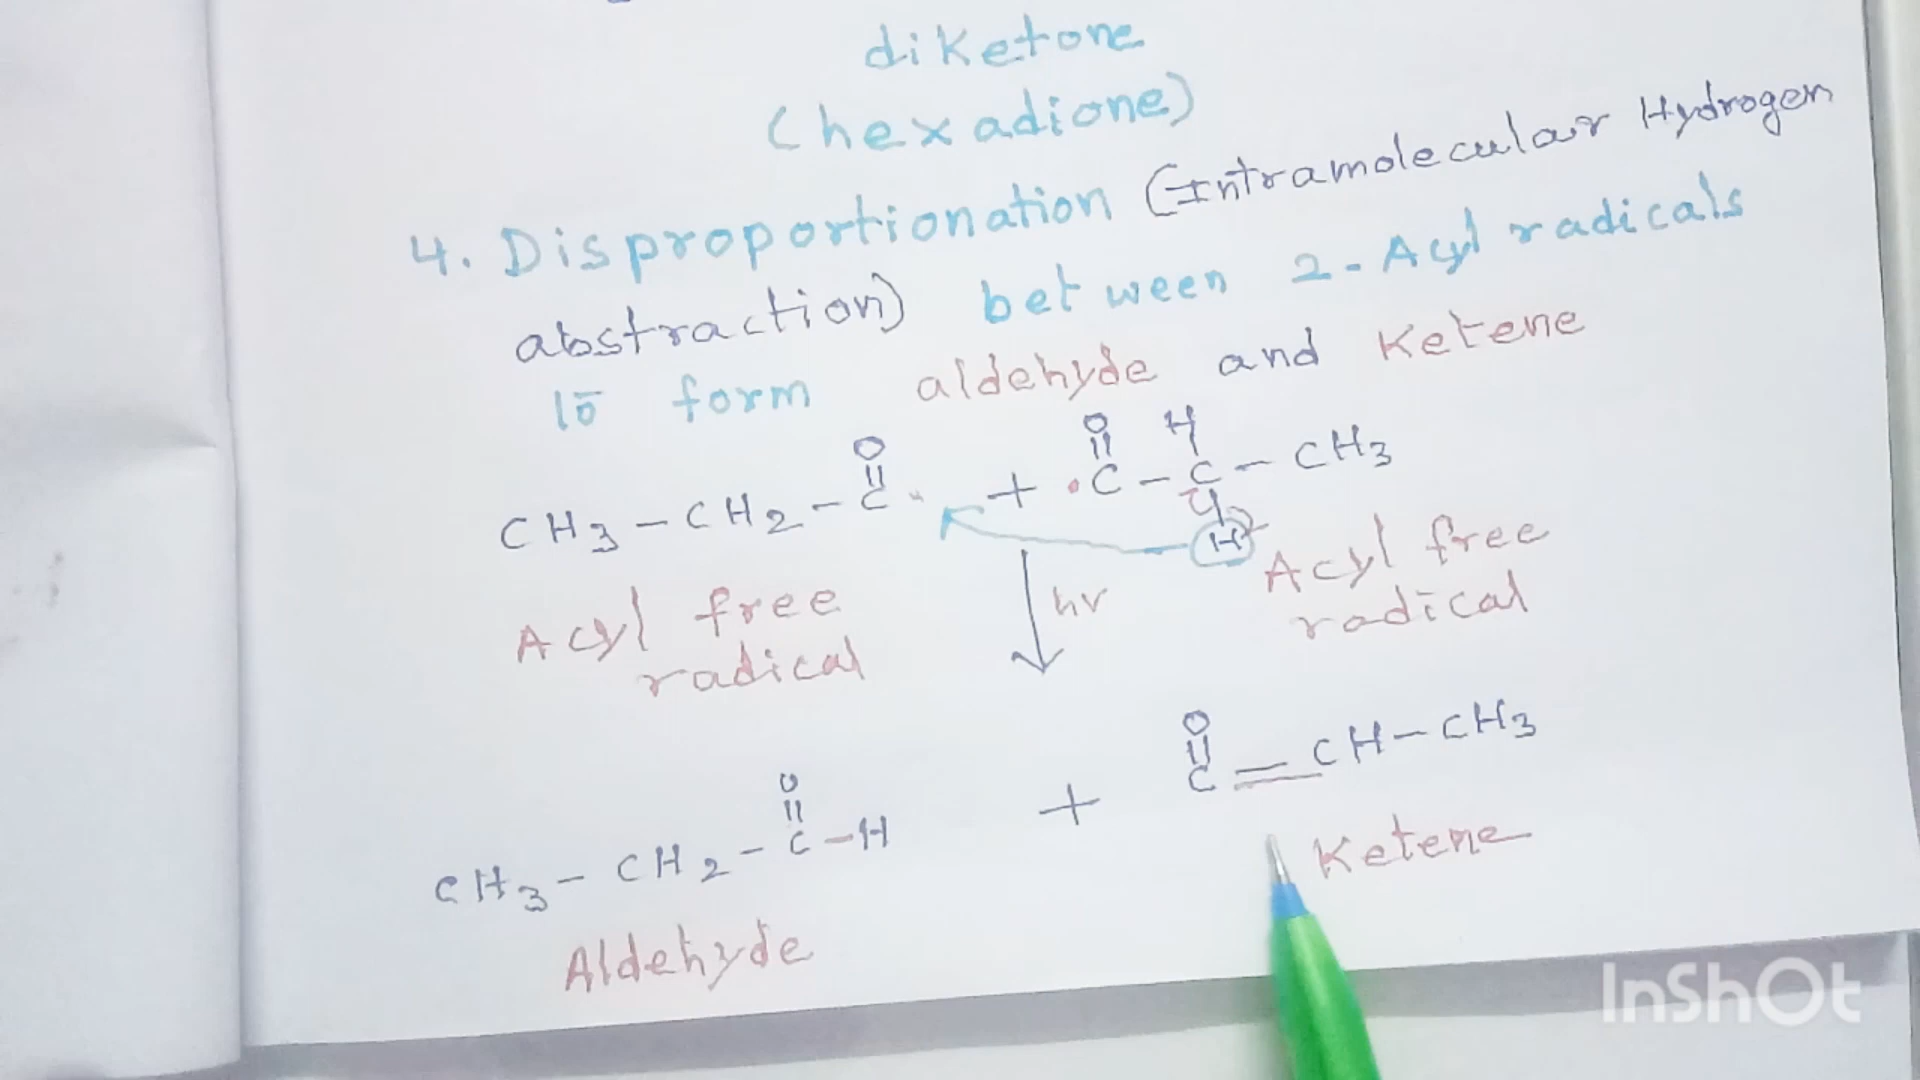 diketone
(hexadione)
4. Disproportionation (Intramolecular Hydrogen
abstraction) between 2-Acyl radicals
to form aldehyde and Ketene
O O H
CH3 - CH2 - C · + ·C - C - CH3
H
Acyl free radical
Acyl free radical
hν
O
C = CH - CH3
O
CH3 - CH2 - C - H +
Ketene
Aldehyde
InShOt